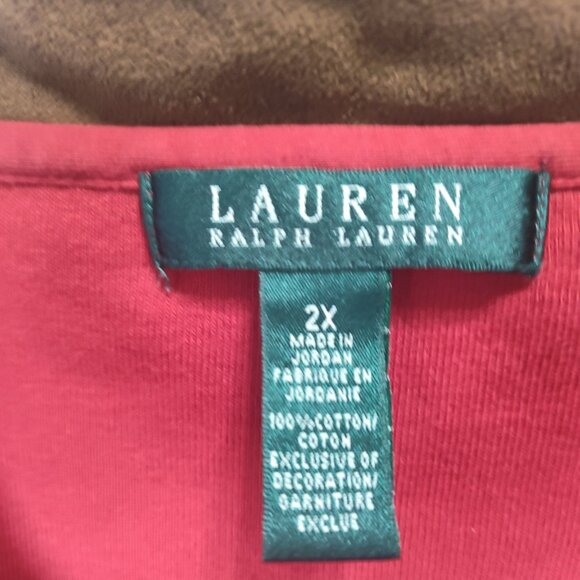 LAUREN
RALPH LAUREN
2X
MADE IN
JORDAN
FABRIQUE EN
JORDANIE
100%COTTON/
COTON
EXCLUSIVE OF
DECORATION/
GARNITURE
EXCLUE